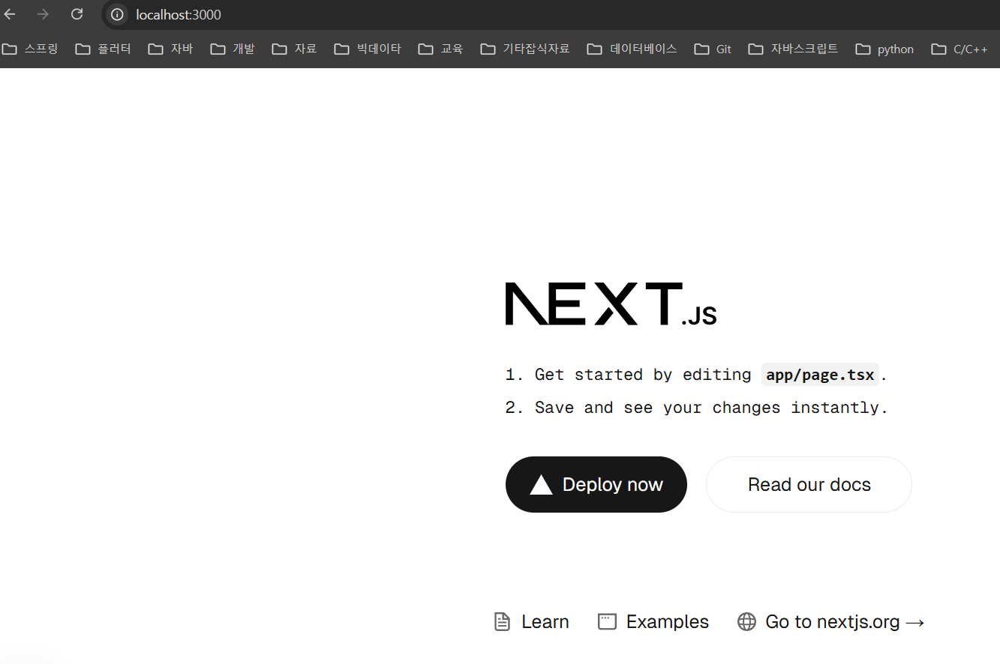 localhost:3000
스프링 플러터 자바 개발 자료 빅데이타 교육 기타잡식자료 데이터베이스 Git 자바스크립트 python C/C++
NEXT.JS
1. Get started by editing app/page.tsx.
2. Save and see your changes instantly.
Deploy now Read our docs
Learn Examples Go to nextjs.org →